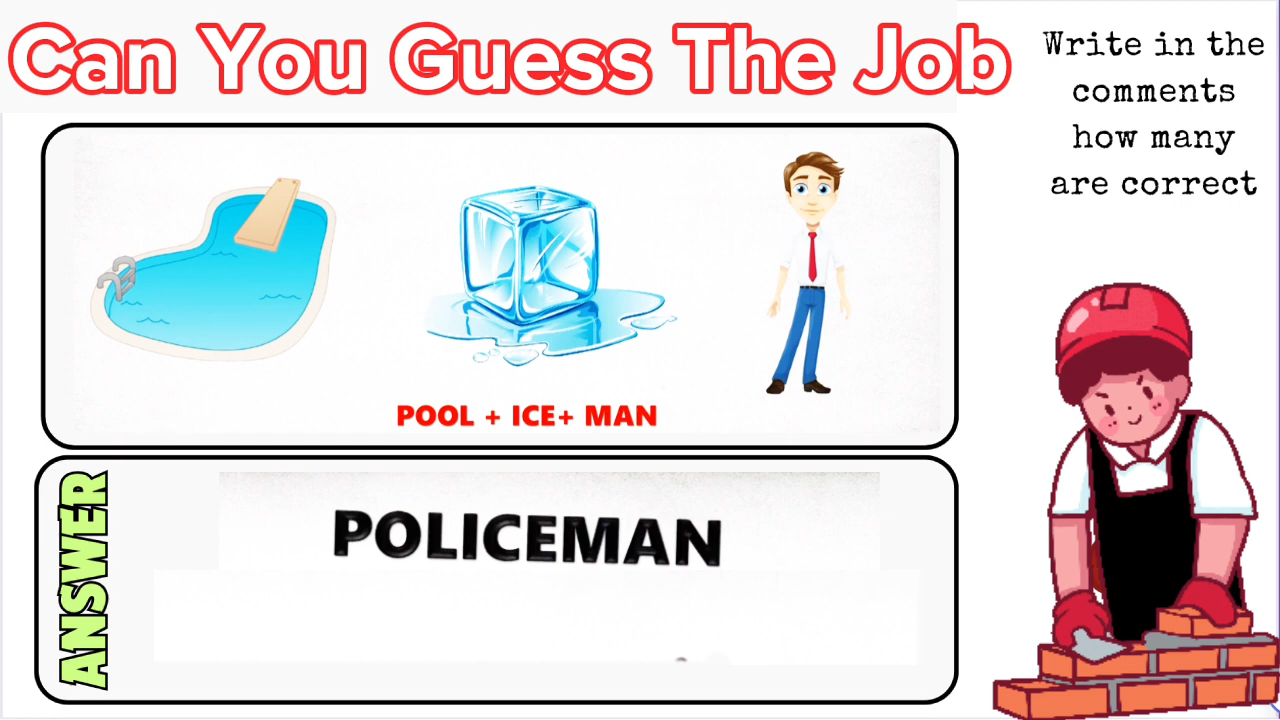 Can You Guess The Job
Write in the
comments
how many
are correct
POOL + ICE+ MAN
ANSWER
POLICEMAN